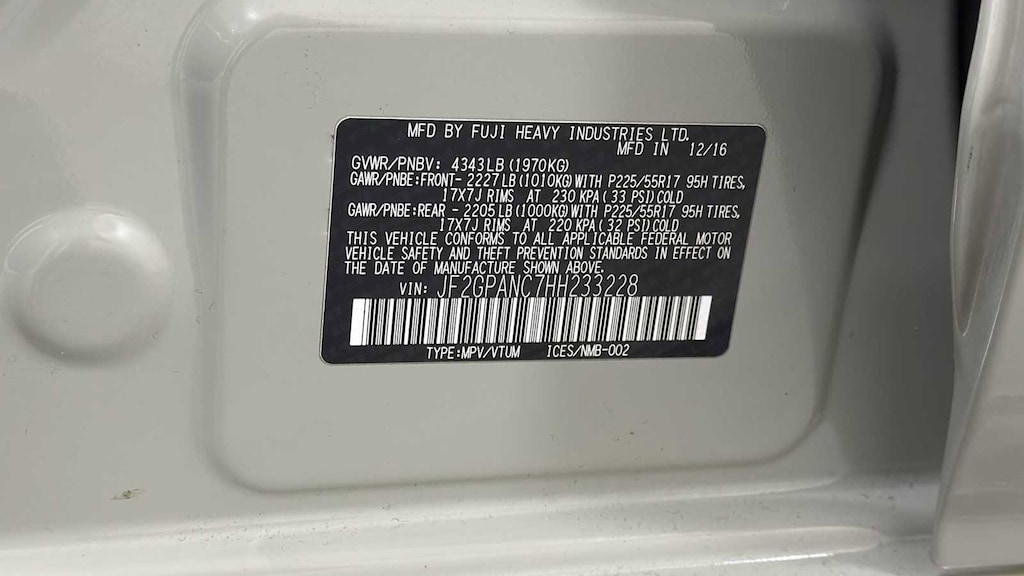 MFD BY FUJI HEAVY INDUSTRIES LTD.
MFD IN 12/16
GVWR/PNBV: 4343LB(1970KG)
GAWR/PNBE:FRONT- 2227LB(1010KG)WITH P225/55R17 95H TIRES,
17X7J RIMS AT 230 KPA(33 PSI)COLD
GAWR/PNBE:REAR - 2205LB(1000KG)WITH P225/55R17 95H TIRES,
17X7J RIMS AT 220 KPA(32 PSI)COLD
THIS VEHICLE CONFORMS TO ALL APPLICABLE FEDERAL MOTOR
VEHICLE SAFETY AND THEFT PREVENTION STANDARDS IN EFFECT ON
THE DATE OF MANUFACTURE SHOWN ABOVE.
VIN: JF2GPANC7HH233228
TYPE:MPV/VTUM ICES/NMB-002